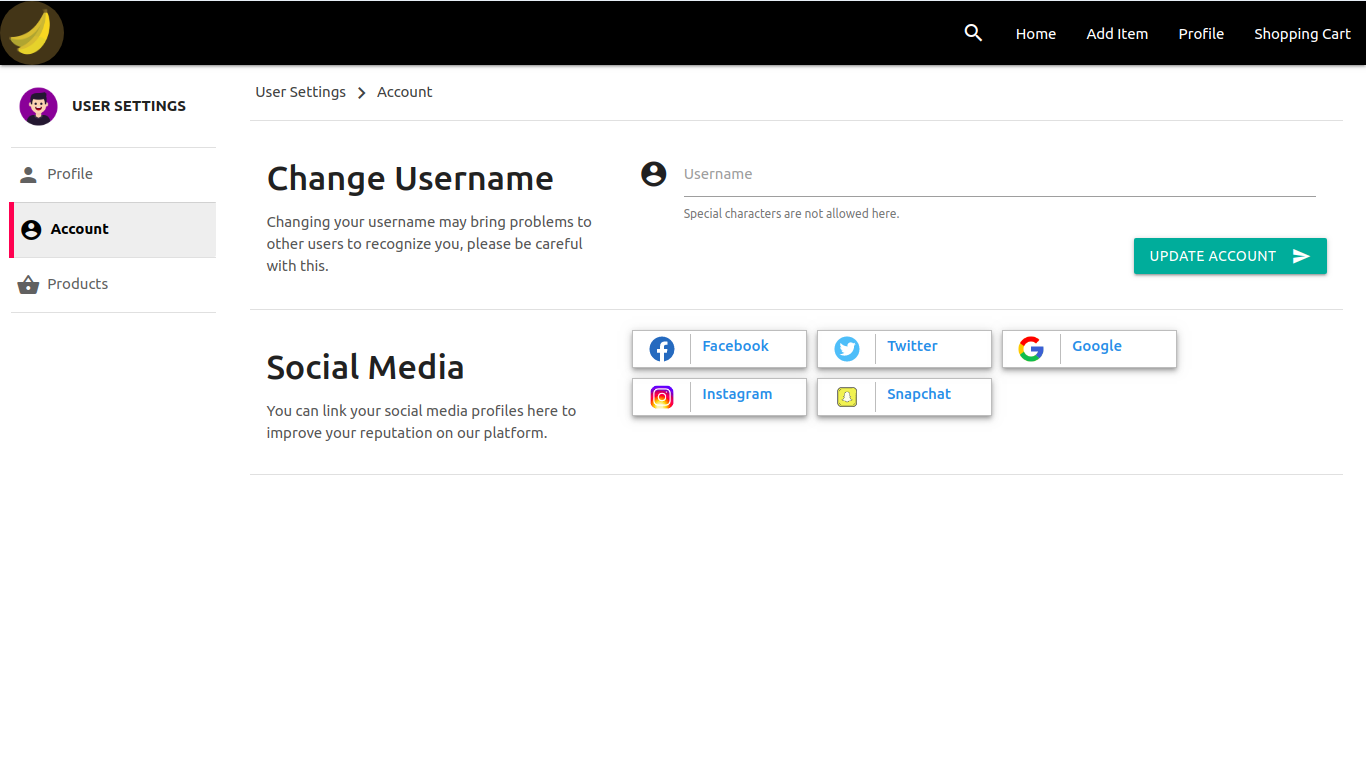 Home Add Item Profile Shopping Cart
USER SETTINGS
Profile
Account
Products
User Settings Account
Change Username
Changing your username may bring problems to
other users to recognize you, please be careful
with this.
Username
Special characters are not allowed here.
UPDATE ACCOUNT
Social Media
You can link your social media profiles here to
improve your reputation on our platform.
Facebook Twitter Google
Instagram Snapchat